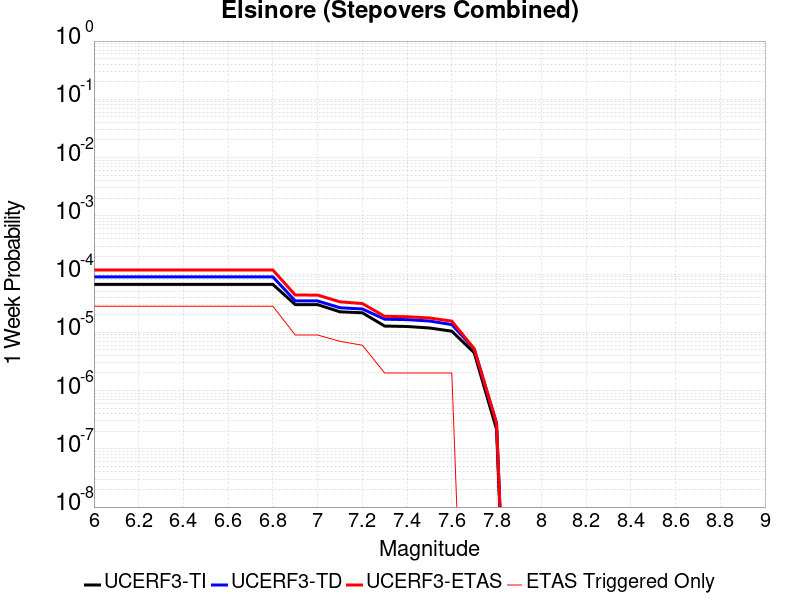 Elsinore (Stepovers Combined)
10^0
10^-1
10^-2
10^-3
10^-4
10^-5
10^-6
10^-7
10^-8
1 Week Probability
6 6.2 6.4 6.6 6.8 7 7.2 7.4 7.6 7.8 8 8.2 8.4 8.6 8.8 9
Magnitude
UCERF3-TI UCERF3-TD UCERF3-ETAS ETAS Triggered Only